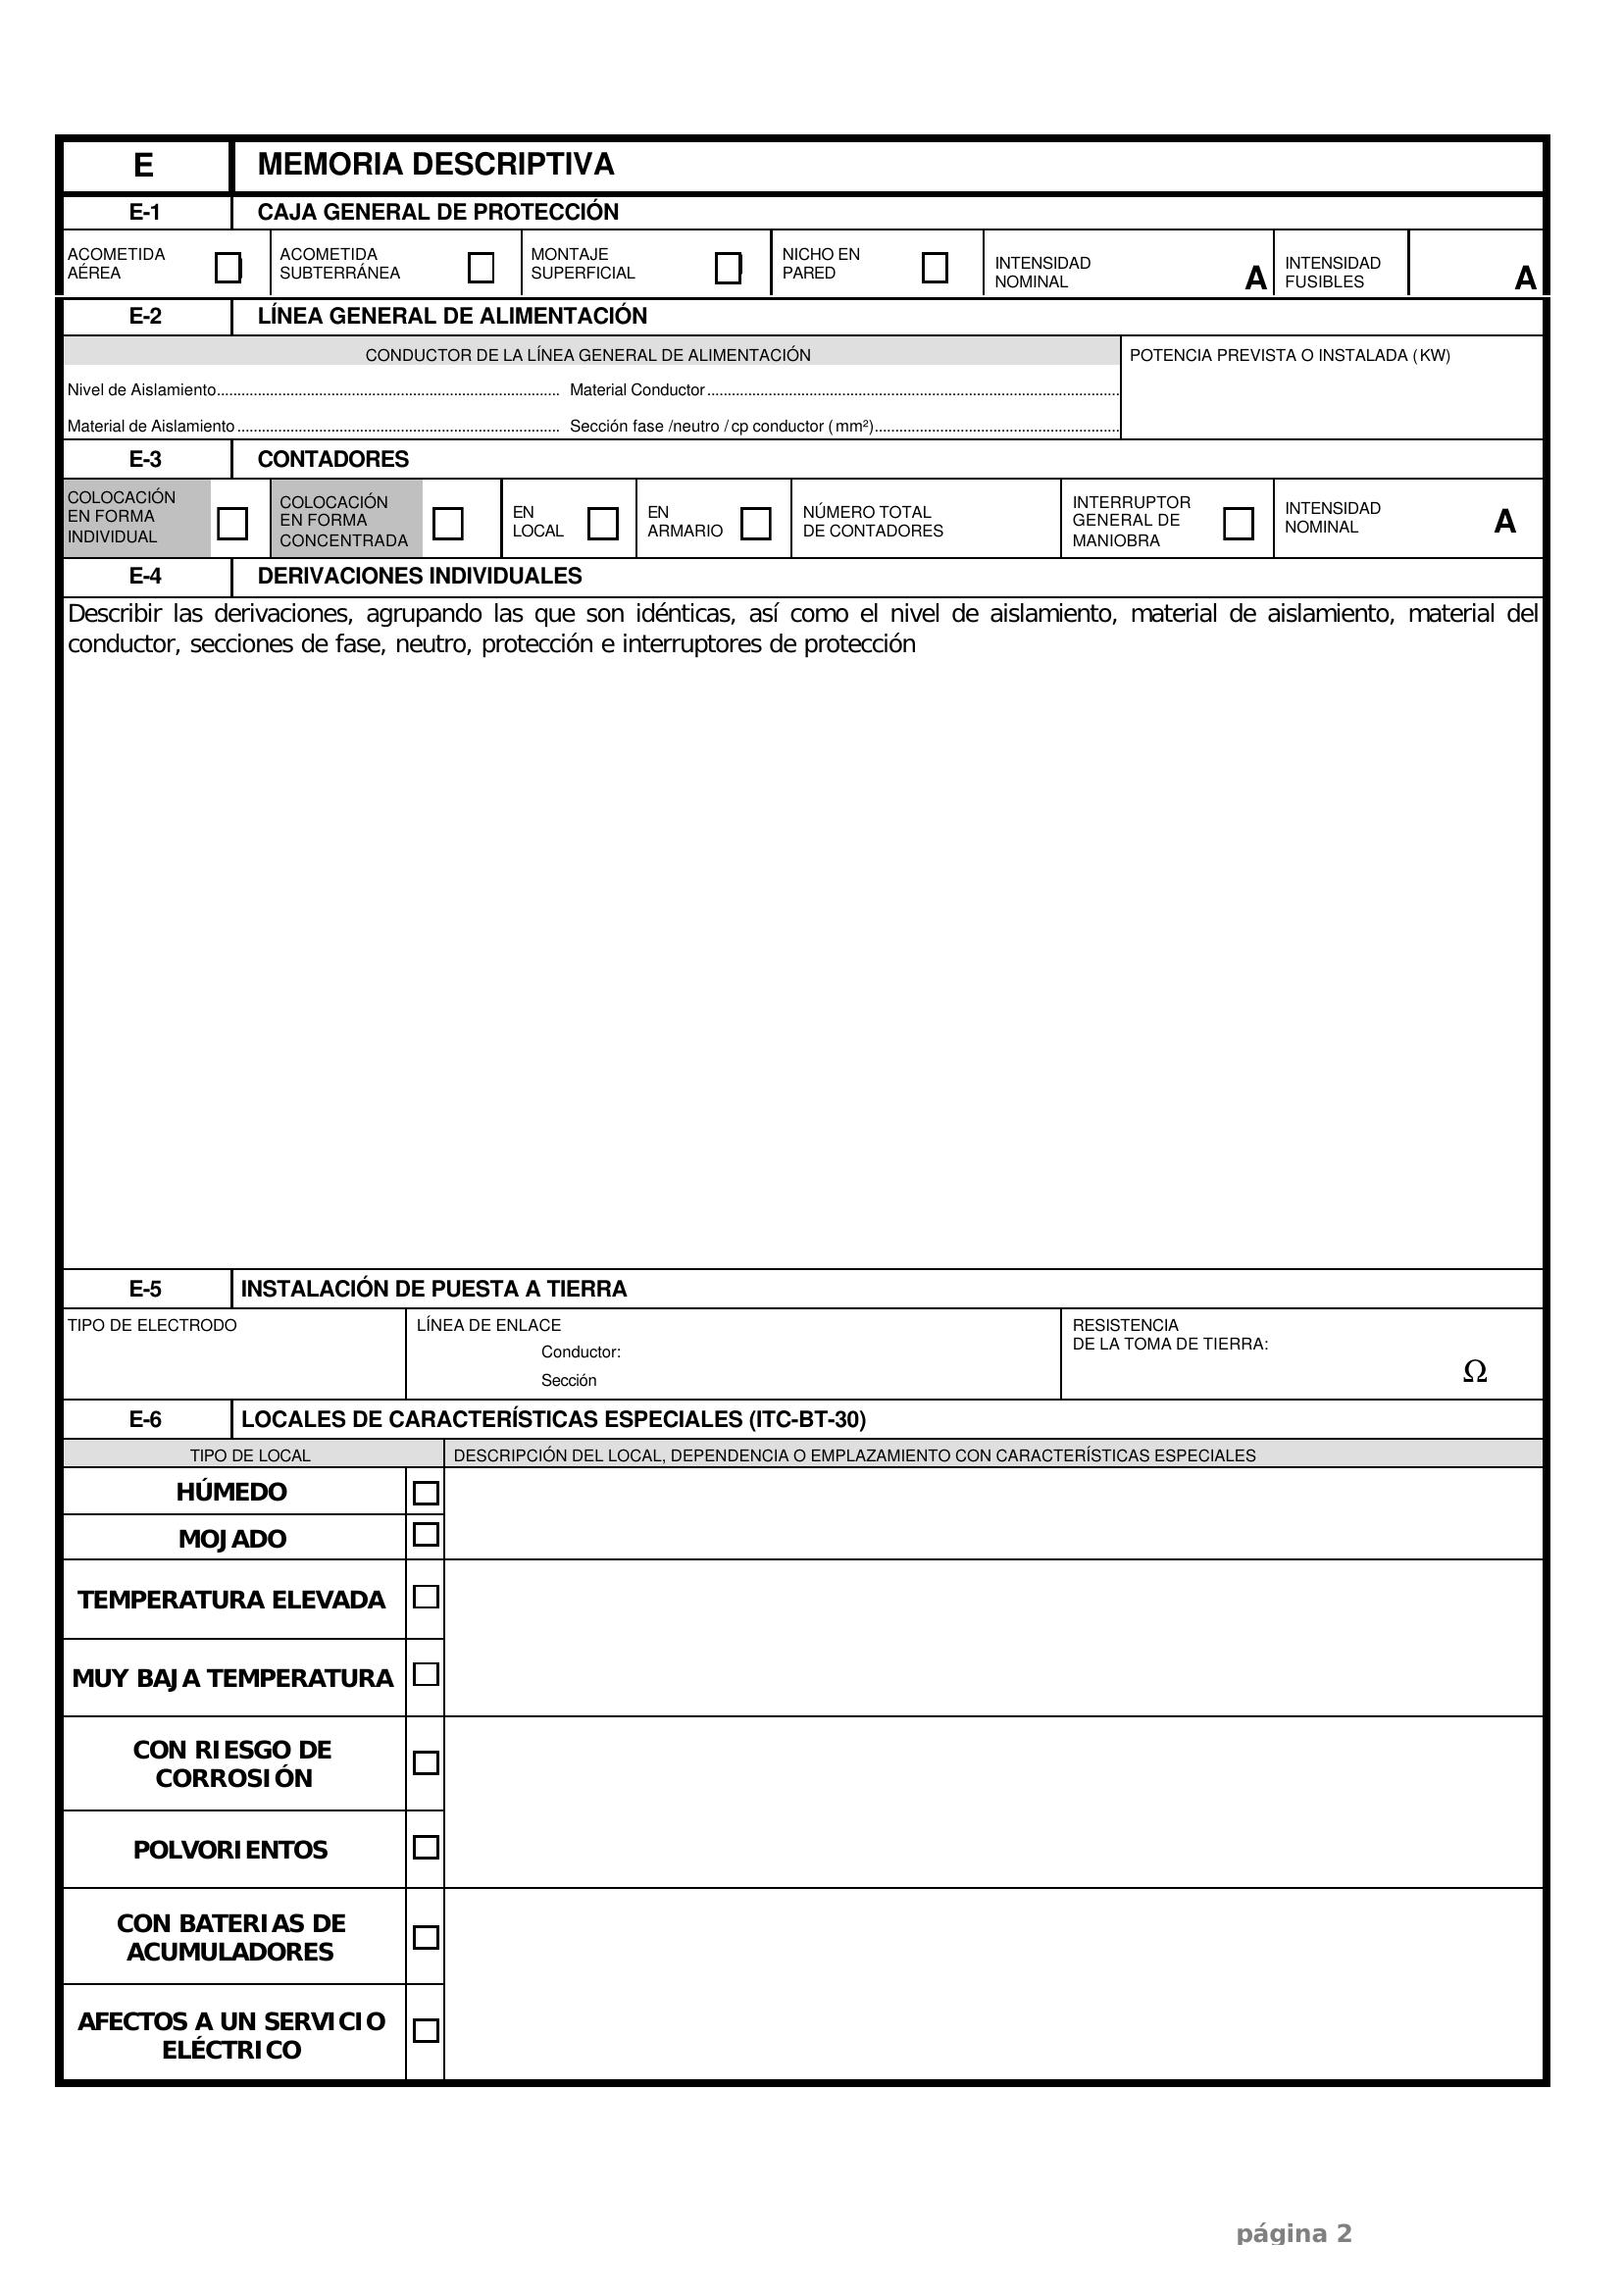 E MEMORIA DESCRIPTIVA
E-1 CAJA GENERAL DE PROTECCIÓN
ACOMETIDA AÉREA
ACOMETIDA SUBTERRÁNEA
MONTAJE SUPERFICIAL
NICHO EN PARED
INTENSIDAD NOMINAL A
INTENSIDAD FUSIBLES A
E-2 LÍNEA GENERAL DE ALIMENTACIÓN
CONDUCTOR DE LA LÍNEA GENERAL DE ALIMENTACIÓN
POTENCIA PREVISTA O INSTALADA (KW)
Nivel de Aislamiento.................... Material Conductor....................
Material de Aislamiento.................... Sección fase /neutro /cp conductor (mm²)....................
E-3 CONTADORES
COLOCACIÓN EN FORMA INDIVIDUAL
COLOCACIÓN EN FORMA CONCENTRADA
EN LOCAL
EN ARMARIO
NÚMERO TOTAL DE CONTADORES
INTERRUPTOR GENERAL DE MANIOBRA
INTENSIDAD NOMINAL A
E-4 DERIVACIONES INDIVIDUALES
Describir las derivaciones, agrupando las que son idénticas, así como el nivel de aislamiento, material de aislamiento, material del
conductor, secciones de fase, neutro, protección e interruptores de protección
E-5 INSTALACIÓN DE PUESTA A TIERRA
TIPO DE ELECTRODO
LÍNEA DE ENLACE
Conductor:
Sección
RESISTENCIA
DE LA TOMA DE TIERRA:
Ω
E-6 LOCALES DE CARACTERÍSTICAS ESPECIALES (ITC-BT-30)
TIPO DE LOCAL DESCRIPCIÓN DEL LOCAL, DEPENDENCIA O EMPLAZAMIENTO CON CARACTERÍSTICAS ESPECIALES
HÚMEDO
MOJADO
TEMPERATURA ELEVADA
MUY BAJA TEMPERATURA
CON RIESGO DE
CORROSIÓN
POLVORIENTOS
CON BATERIAS DE
ACUMULADORES
AFECTOS A UN SERVICIO
ELÉCTRICO
página 2